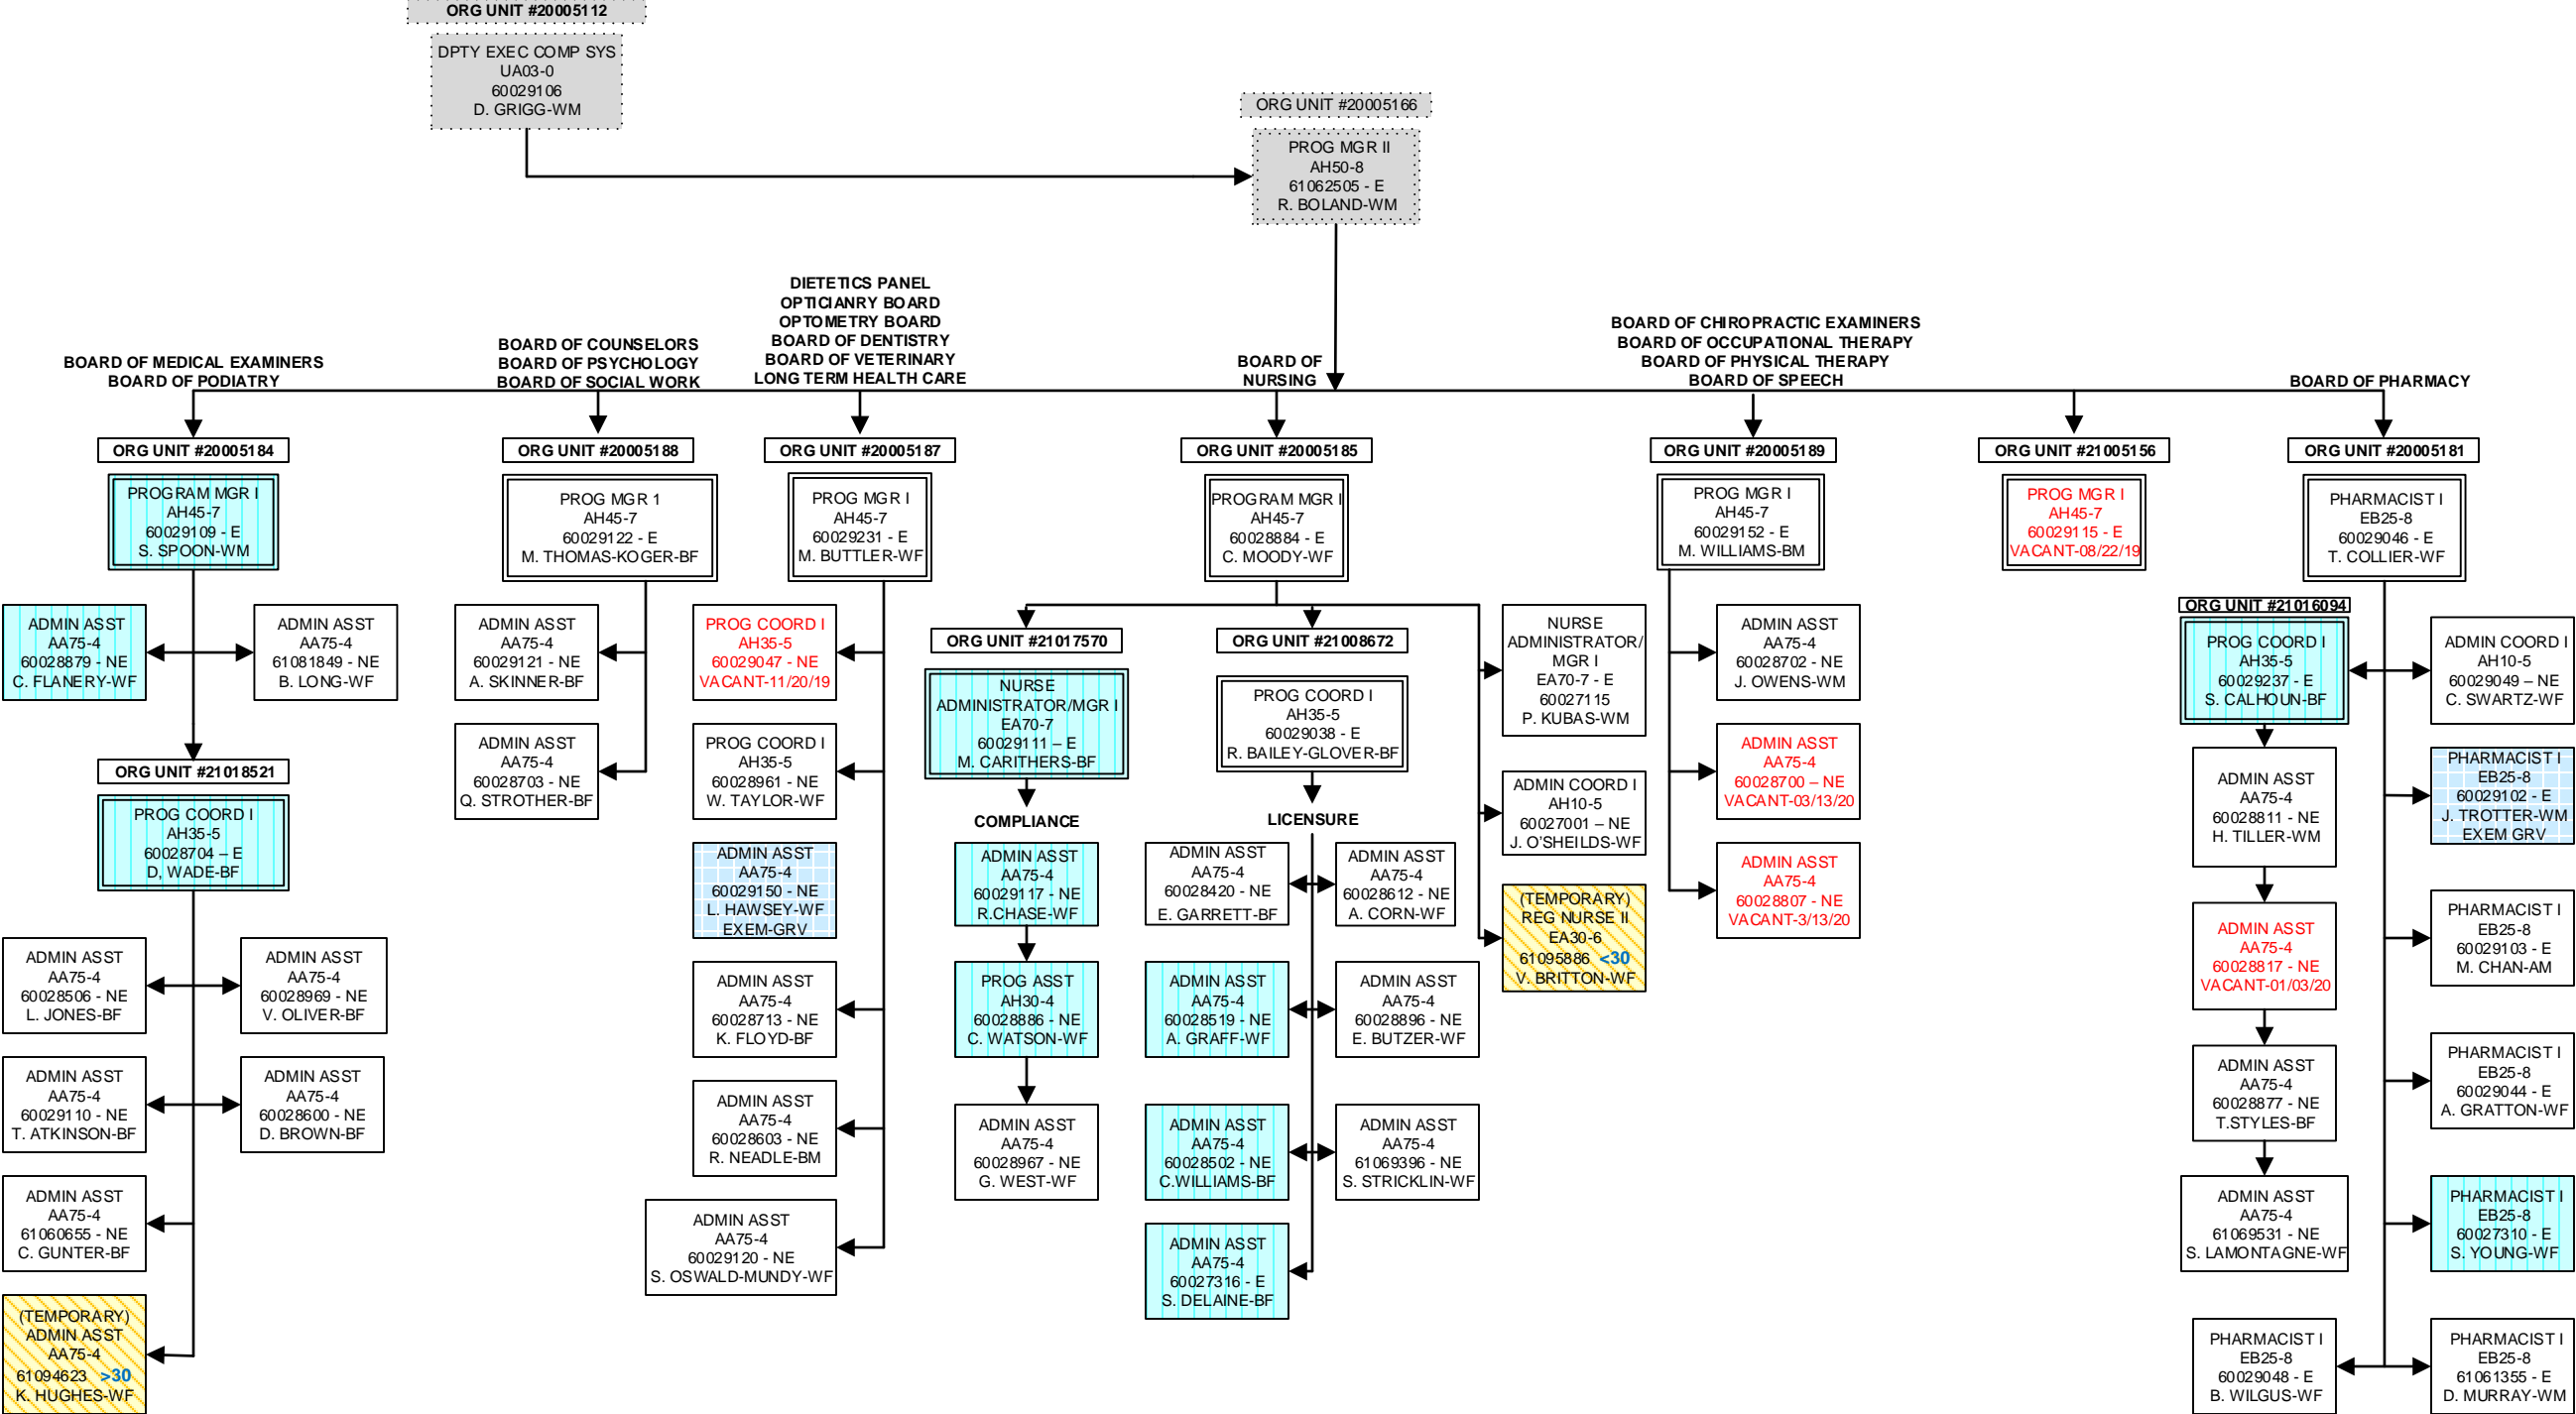 ORG UNIT #20005112
DPTY EXEC COMP SYS
UA03-0
60029106
D. GRIGG-WM
ORG UNIT #20005166
PROG MGR II
AH50-8
61062505 - E
R. BOLAND-WM
BOARD OF MEDICAL EXAMINERS
BOARD OF PODIATRY
BOARD OF COUNSELORS
BOARD OF PSYCHOLOGY
BOARD OF SOCIAL WORK
DIETETICS PANEL
OPTICIANRY BOARD
OPTOMETRY BOARD
BOARD OF DENTISTRY
BOARD OF VETERINARY
LONG TERM HEALTH CARE
BOARD OF
NURSING
BOARD OF CHIROPRACTIC EXAMINERS
BOARD OF OCCUPATIONAL THERAPY
BOARD OF PHYSICAL THERAPY
BOARD OF SPEECH
BOARD OF PHARMACY
ORG UNIT #20005184
PROGRAM MGR I
AH45-7
60029109 - E
S. SPOON-WM
ADMIN ASST
AA75-4
60028879 - NE
C. FLANERY-WF
ADMIN ASST
AA75-4
61081849 - NE
B. LONG-WF
ORG UNIT #21018521
PROG COORD I
AH35-5
60028704 – E
D, WADE-BF
ADMIN ASST
AA75-4
60028506 - NE
L. JONES-BF
ADMIN ASST
AA75-4
60028969 - NE
V. OLIVER-BF
ADMIN ASST
AA75-4
60029110 - NE
T. ATKINSON-BF
ADMIN ASST
AA75-4
60028600 - NE
D. BROWN-BF
ADMIN ASST
AA75-4
61060655 - NE
C. GUNTER-BF
(TEMPORARY)
ADMIN ASST
AA75-4
61094623 >30
K. HUGHES-WF
ORG UNIT #20005188
PROG MGR 1
AH45-7
60029122 - E
M. THOMAS-KOGER-BF
ADMIN ASST
AA75-4
60029121 - NE
A. SKINNER-BF
ADMIN ASST
AA75-4
60028703 - NE
Q. STROTHER-BF
ORG UNIT #20005187
PROG MGR I
AH45-7
60029231 - E
M. BUTTLER-WF
PROG COORD I
AH35-5
60029047 - NE
VACANT-11/20/19
PROG COORD I
AH35-5
60028961 - NE
W. TAYLOR-WF
ADMIN ASST
AA75-4
60029150 - NE
L. HAWSEY-WF
EXEM-GRV
ADMIN ASST
AA75-4
60028713 - NE
K. FLOYD-BF
ADMIN ASST
AA75-4
60028603 - NE
R. NEADLE-BM
ADMIN ASST
AA75-4
60029120 - NE
S. OSWALD-MUNDY-WF
ORG UNIT #20005185
PROGRAM MGR I
AH45-7
60028884 - E
C. MOODY-WF
ORG UNIT #21017570
NURSE
ADMINISTRATOR/MGR I
EA70-7
60029111 – E
M. CARITHERS-BF
COMPLIANCE
ADMIN ASST
AA75-4
60029117 - NE
R.CHASE-WF
PROG ASST
AH30-4
60028886 - NE
C. WATSON-WF
ADMIN ASST
AA75-4
60028967 - NE
G. WEST-WF
ORG UNIT #21008672
PROG COORD I
AH35-5
60029038 - E
R. BAILEY-GLOVER-BF
LICENSURE
ADMIN ASST
AA75-4
60028420 - NE
E. GARRETT-BF
ADMIN ASST
AA75-4
60028612 - NE
A. CORN-WF
ADMIN ASST
AA75-4
60028519 - NE
A. GRAFF-WF
ADMIN ASST
AA75-4
60028896 - NE
E. BUTZER-WF
ADMIN ASST
AA75-4
60028502 - NE
C.WILLIAMS-BF
ADMIN ASST
AA75-4
61069396 - NE
S. STRICKLIN-WF
ADMIN ASST
AA75-4
60027316 - E
S. DELAINE-BF
NURSE
ADMINISTRATOR/
MGR I
EA70-7 - E
60027115
P. KUBAS-WM
ADMIN COORD I
AH10-5
60027001 – NE
J. O'SHEILDS-WF
(TEMPORARY)
REG NURSE II
EA30-6
61095886 <30
V. BRITTON-WF
ORG UNIT #20005189
PROG MGR I
AH45-7
60029152 - E
M. WILLIAMS-BM
ADMIN ASST
AA75-4
60028702 - NE
J. OWENS-WM
ADMIN ASST
AA75-4
60028700 – NE
VACANT-03/13/20
ADMIN ASST
AA75-4
60028807 - NE
VACANT-3/13/20
ORG UNIT #21005156
PROG MGR I
AH45-7
60029115 - E
VACANT-08/22/19
ORG UNIT #20005181
PHARMACIST I
EB25-8
60029046 - E
T. COLLIER-WF
ORG UNIT #21016094
PROG COORD I
AH35-5
60029237 - E
S. CALHOUN-BF
ADMIN COORD I
AH10-5
60029049 – NE
C. SWARTZ-WF
ADMIN ASST
AA75-4
60028811 - NE
H. TILLER-WM
PHARMACIST I
EB25-8
60029102 - E
J. TROTTER-WM
EXEM GRV
ADMIN ASST
AA75-4
60028817 - NE
VACANT-01/03/20
PHARMACIST I
EB25-8
60029103 - E
M. CHAN-AM
ADMIN ASST
AA75-4
60028877 - NE
T.STYLES-BF
PHARMACIST I
EB25-8
60029044 - E
A. GRATTON-WF
ADMIN ASST
AA75-4
61069531 - NE
S. LAMONTAGNE-WF
PHARMACIST I
EB25-8
60027310 - E
S. YOUNG-WF
PHARMACIST I
EB25-8
60029048 - E
B. WILGUS-WF
PHARMACIST I
EB25-8
61061355 - E
D. MURRAY-WM